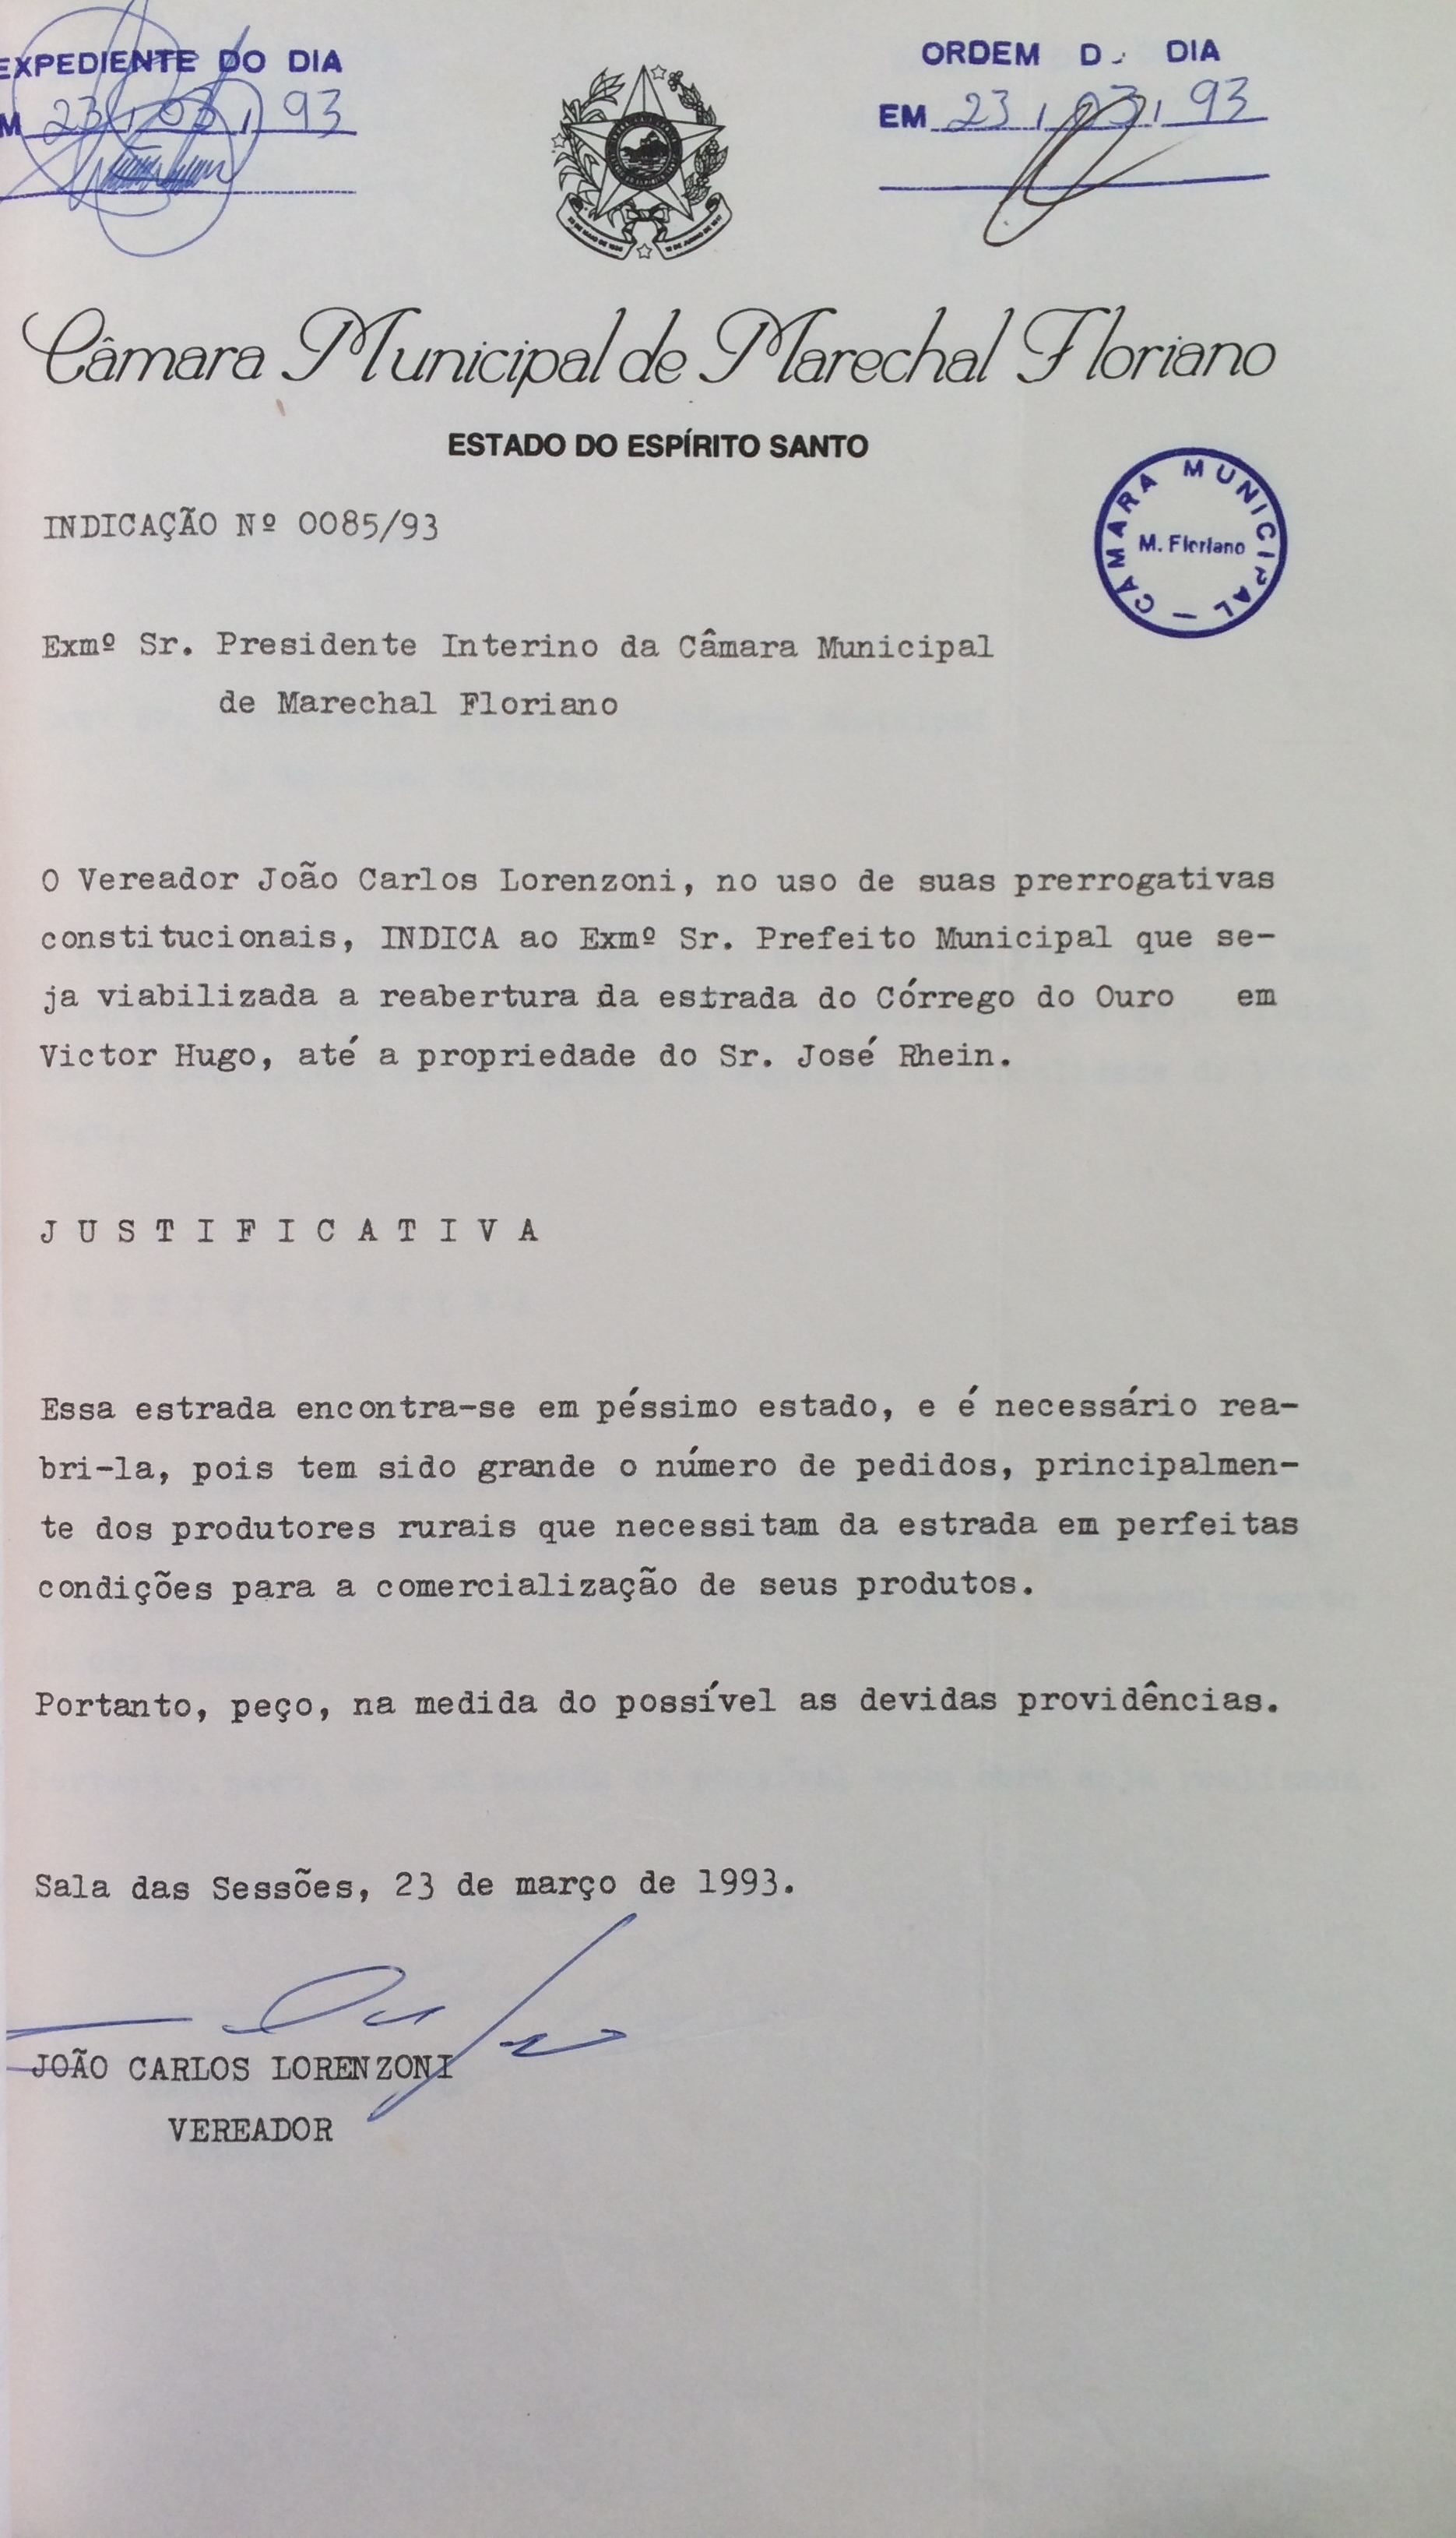 EXPEDIENTE DO DIA
M 23/03/93
ORDEM D DIA
EM 23/03/93
Câmara Municipal de Marechal Floriano
ESTADO DO ESPÍRITO SANTO
CÂMARA MUNICIPAL —
M. Floriano
INDICAÇÃO Nº 0085/93
Exmº Sr. Presidente Interino da Câmara Municipal
de Marechal Floriano
O Vereador João Carlos Lorenzoni, no uso de suas prerrogativas
constitucionais, INDICA ao Exmº Sr. Prefeito Municipal que se-
ja viabilizada a reabertura da estrada do Córrego do Ouro em
Victor Hugo, até a propriedade do Sr. José Rhein.
J U S T I F I C A T I V A
Essa estrada encontra-se em péssimo estado, e é necessário rea-
bri-la, pois tem sido grande o número de pedidos, principalmen-
te dos produtores rurais que necessitam da estrada em perfeitas
condições para a comercialização de seus produtos.
Portanto, peço, na medida do possível as devidas providências.
Sala das Sessões, 23 de março de 1993.
JOÃO CARLOS LORENZONI
VEREADOR